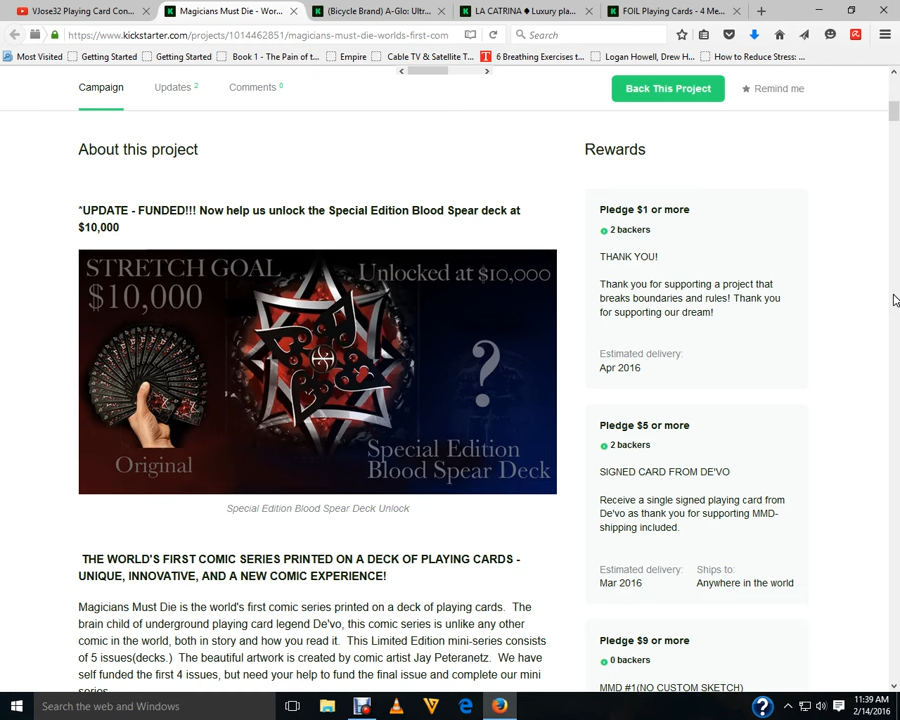 VJose32 Playing Card Con...
Magicians Must Die - Wor...
(Bicycle Brand) A-Glo: Ultr...
LA CATRINA ♦ Luxury pla...
FOIL Playing Cards - 4 Me...
https://www.kickstarter.com/projects/1014462851/magicians-must-die-worlds-first-com
Search
Most Visited
Getting Started
Getting Started
Book 1 - The Pain of t...
Empire
Cable TV & Satellite T...
6 Breathing Exercises t...
Logan Howell, Drew H...
How to Reduce Stress: ...
Campaign
Updates 2
Comments 0
Back This Project
Remind me
About this project
*UPDATE - FUNDED!!! Now help us unlock the Special Edition Blood Spear deck at
$10,000
STRETCH GOAL
$10,000
Unlocked at $10,000
?
Original
Special Edition
Blood Spear Deck
Special Edition Blood Spear Deck Unlock
THE WORLD'S FIRST COMIC SERIES PRINTED ON A DECK OF PLAYING CARDS -
UNIQUE, INNOVATIVE, AND A NEW COMIC EXPERIENCE!
Magicians Must Die is the world's first comic series printed on a deck of playing cards. The
brain child of underground playing card legend De'vo, this comic series is unlike any other
comic in the world, both in story and how you read it. This Limited Edition mini-series consists
of 5 issues(decks.) The beautiful artwork is created by comic artist Jay Peteranetz. We have
self funded the first 4 issues, but need your help to fund the final issue and complete our mini
series.
Rewards
Pledge $1 or more
2 backers
THANK YOU!
Thank you for supporting a project that
breaks boundaries and rules! Thank you
for supporting our dream!
Estimated delivery:
Apr 2016
Pledge $5 or more
2 backers
SIGNED CARD FROM DE'VO
Receive a single signed playing card from
De'vo as thank you for supporting MMD-
shipping included.
Estimated delivery: Ships to:
Mar 2016 Anywhere in the world
Pledge $9 or more
0 backers
MMD #1(NO CUSTOM SKETCH)
Search the web and Windows
11:39 AM
2/14/2016